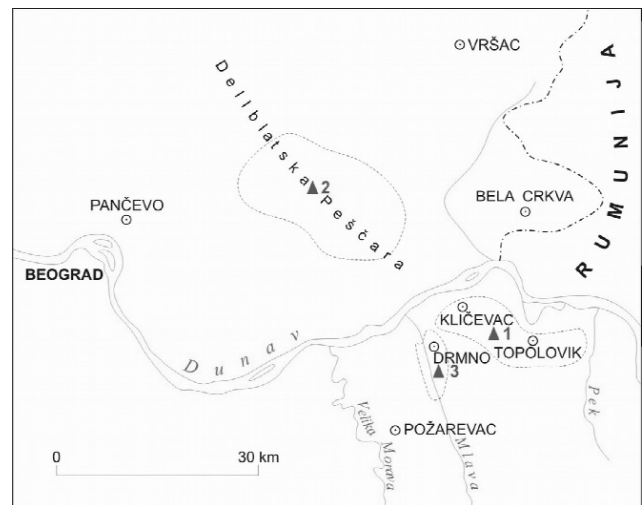 VRŠAC
RUMUNIJA
Deliblatska Peščara
2
PANČEVO
BELA CRKVA
BEOGRAD
KLIČEVAC
1
Dunav
TOPOLOVIK
DRMNO
3
Pek
POŽAREVAC
Velika
Morava
Mlava
0 30 km